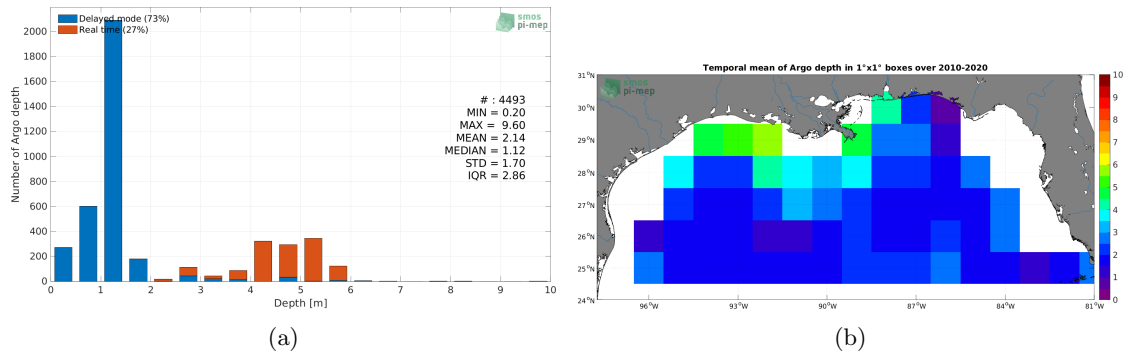 Delayed mode (73%)
Real time (27%)
smos
pi-mep
# : 4493
MIN = 0.20
MAX = 9.60
MEAN = 2.14
MEDIAN = 1.12
STD = 1.70
IQR = 2.86
Number of Argo depth
2000
1800
1600
1400
1200
1000
800
600
400
200
0
0 1 2 3 4 5 6 7 8 9 10
Depth [m]
(a)
Temporal mean of Argo depth in 1°x1° boxes over 2010-2020
smos
pi-mep
31°N
30°N
29°N
28°N
27°N
26°N
25°N
24°N
96°W 93°W 90°W 87°W 84°W 81°W
10
9
8
7
6
5
4
3
2
1
0
(b)